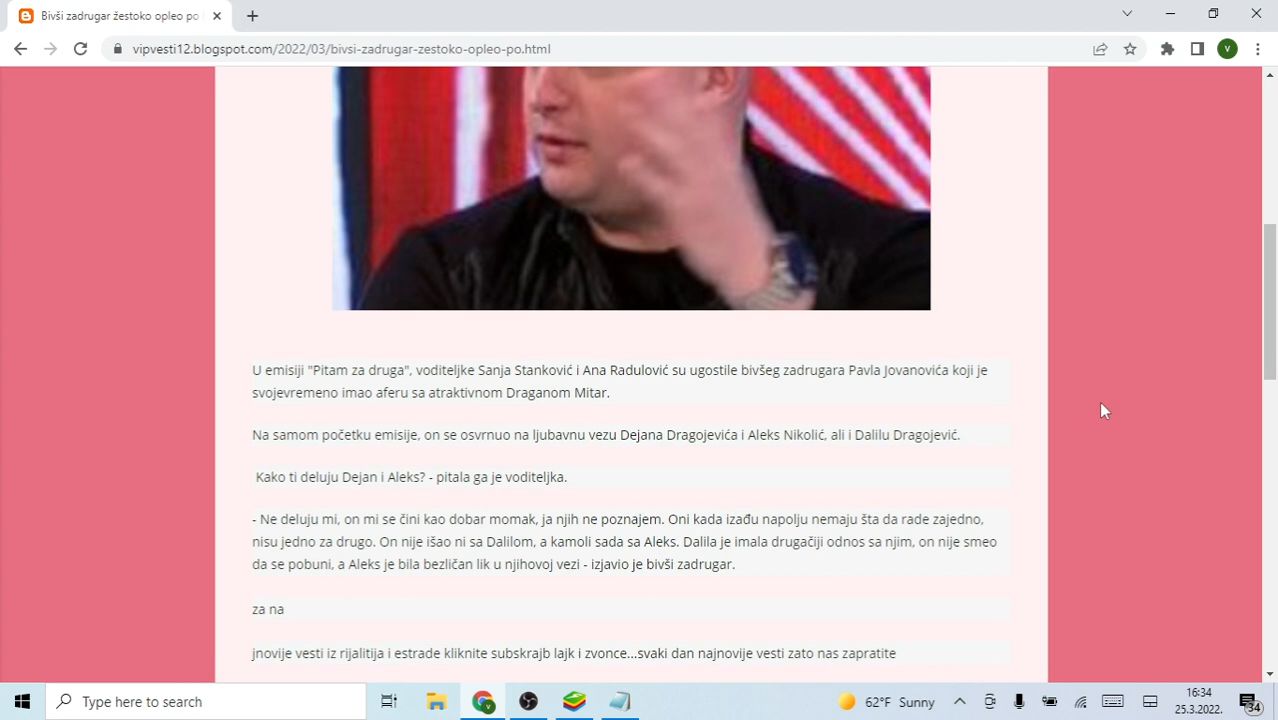 Bivši zadrugar žestoko opleo po
vipvesti12.blogspot.com/2022/03/bivsi-zadrugar-zestoko-opleo-po.html
V
U emisiji "Pitam za druga", voditeljke Sanja Stanković i Ana Radulović su ugostile bivšeg zadrugara Pavla Jovanovića koji je
svojevremeno imao aferu sa atraktivnom Draganom Mitar.
Na samom početku emisije, on se osvrnuo na ljubavnu vezu Dejana Dragojevića i Aleks Nikolić, ali i Dalilu Dragojević.
Kako ti deluju Dejan i Aleks? - pitala ga je voditeljka.
- Ne deluju mi, on mi se čini kao dobar momak, ja njih ne poznajem. Oni kada izađu napolju nemaju šta da rade zajedno,
nisu jedno za drugo. On nije išao ni sa Dalilom, a kamoli sada sa Aleks. Dalila je imala drugačiji odnos sa njim, on nije smeo
da se pobuni, a Aleks je bila bezličan lik u njihovoj vezi - izjavio je bivši zadrugar.
za na
jnovije vesti iz rijalitija i estrade kliknite subskrajb lajk i zvonce...svaki dan najnovije vesti zato nas zapratite
Type here to search
62°F Sunny
16:34
25.3.2022.
34